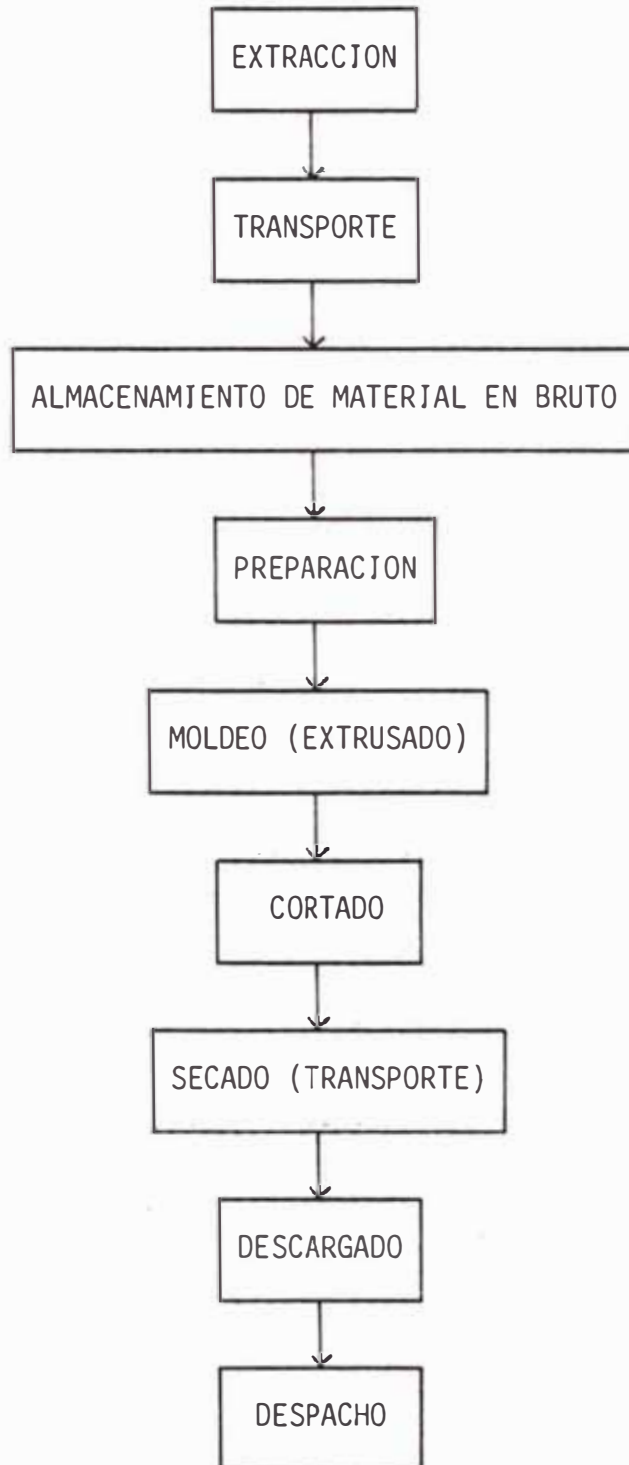 EXTRACCION
TRANSPORTE
ALMACENAMIENTO DE MATERIAL EN BRUTO
PREPARACION
MOLDEO (EXTRUSADO)
CORTADO
SECADO (TRANSPORTE)
DESCARGADO
DESPACHO